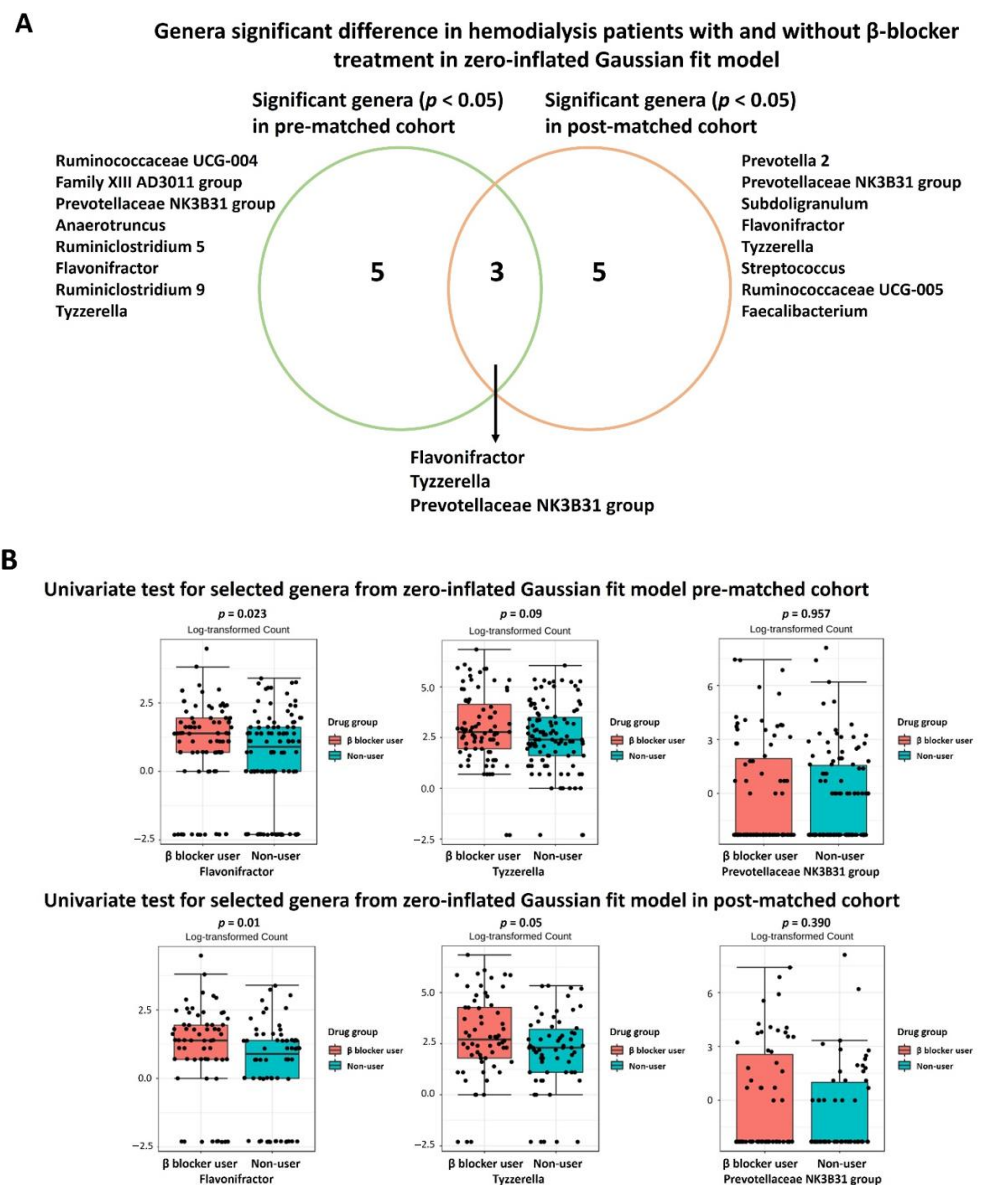 A
Genera significant difference in hemodialysis patients with and without β-blocker
treatment in zero-inflated Gaussian fit model
Significant genera (p < 0.05)
in pre-matched cohort
Significant genera (p < 0.05)
in post-matched cohort
Ruminococcaceae UCG-004
Family XIII AD3011 group
Prevotellaceae NK3B31 group
Anaerotruncus
Ruminiclostridium 5
Flavonifractor
Ruminiclostridium 9
Tyzzerella
5
3
5
Prevotella 2
Prevotellaceae NK3B31 group
Subdoligranulum
Flavonifractor
Tyzzerella
Streptococcus
Ruminococcaceae UCG-005
Faecalibacterium
Flavonifractor
Tyzzerella
Prevotellaceae NK3B31 group
B
Univariate test for selected genera from zero-inflated Gaussian fit model pre-matched cohort
p = 0.023
Log-transformed Count
2.5
0.0
−2.5
β blocker user Non-user
Flavonifractor
Drug group
β blocker user
Non-user
p = 0.09
Log-transformed Count
5.0
2.5
0.0
−2.5
β blocker user Non-user
Tyzzerella
Drug group
β blocker user
Non-user
p = 0.957
Log-transformed Count
6
3
0
β blocker user Non-user
Prevotellaceae NK3B31 group
Drug group
β blocker user
Non-user
Univariate test for selected genera from zero-inflated Gaussian fit model in post-matched cohort
p = 0.01
Log-transformed Count
2.5
0.0
−2.5
β blocker user Non-user
Flavonifractor
Drug group
β blocker user
Non-user
p = 0.05
Log-transformed Count
5.0
2.5
0.0
−2.5
β blocker user Non-user
Tyzzerella
Drug group
β blocker user
Non-user
p = 0.390
Log-transformed Count
6
3
0
β blocker user Non-user
Prevotellaceae NK3B31 group
Drug group
β blocker user
Non-user